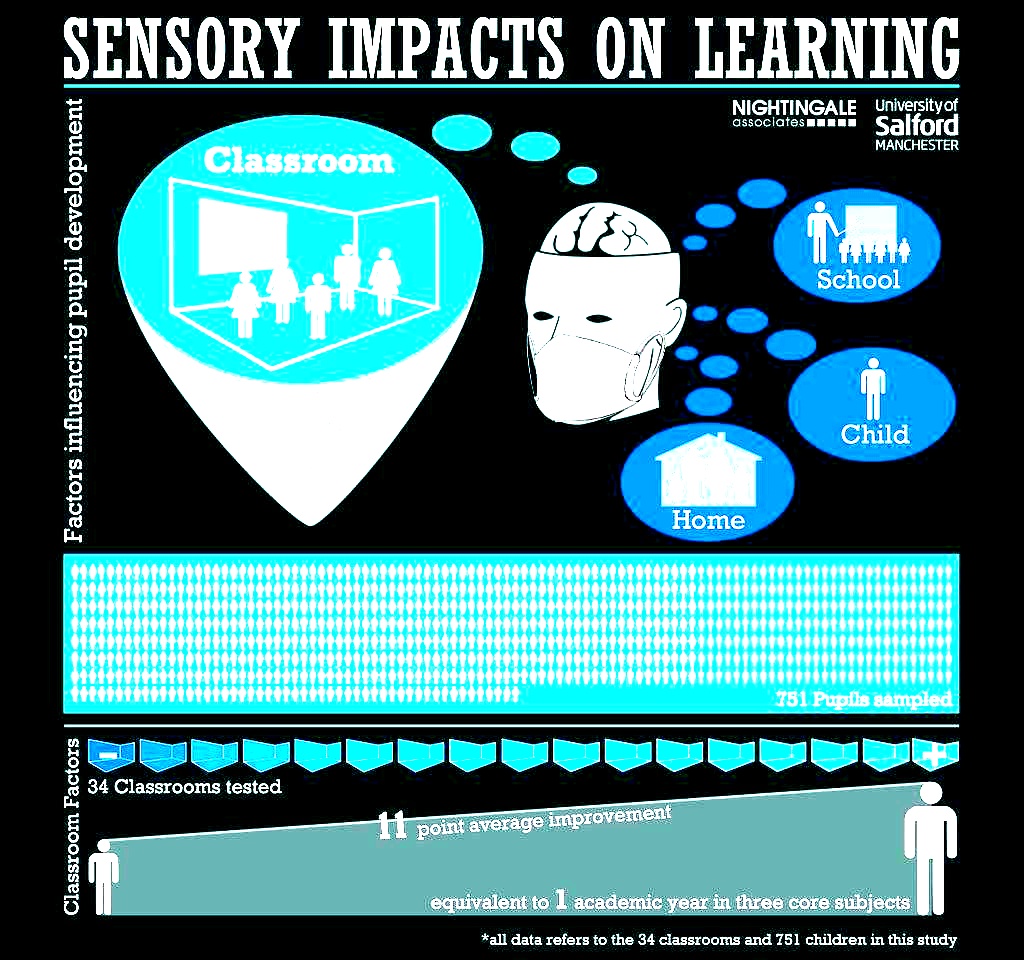 SENSORY IMPACTS ON LEARNING
NIGHTINGALE
associates
University of
Salford
MANCHESTER
Factors influencing pupil development
Classroom
School
Child
Home
751 Pupils sampled
Classroom Factors
34 Classrooms tested
11 point average improvement
equivalent to 1 academic year in three core subjects
*all data refers to the 34 classrooms and 751 children in this study